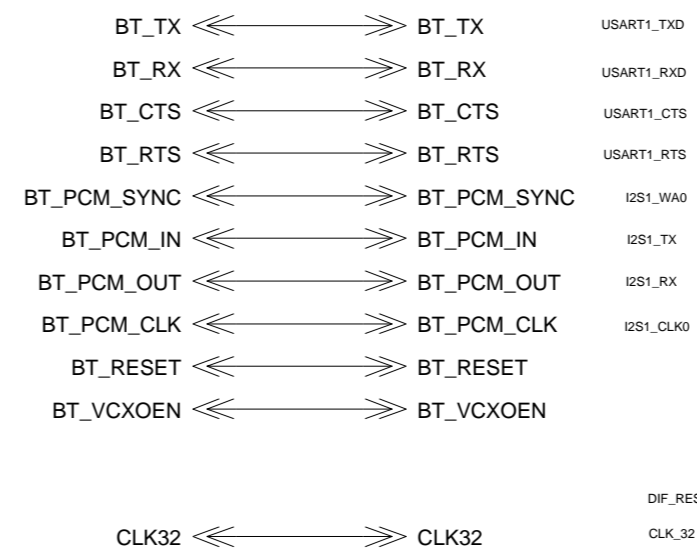 BT_TX BT_TX USART1_TXD
BT_RX BT_RX USART1_RXD
BT_CTS BT_CTS USART1_CTS
BT_RTS BT_RTS USART1_RTS
BT_PCM_SYNC BT_PCM_SYNC I2S1_WA0
BT_PCM_IN BT_PCM_IN I2S1_TX
BT_PCM_OUT BT_PCM_OUT I2S1_RX
BT_PCM_CLK BT_PCM_CLK I2S1_CLK0
BT_RESET BT_RESET
BT_VCXOEN BT_VCXOEN
DIF_RES
CLK32 CLK32 CLK_32